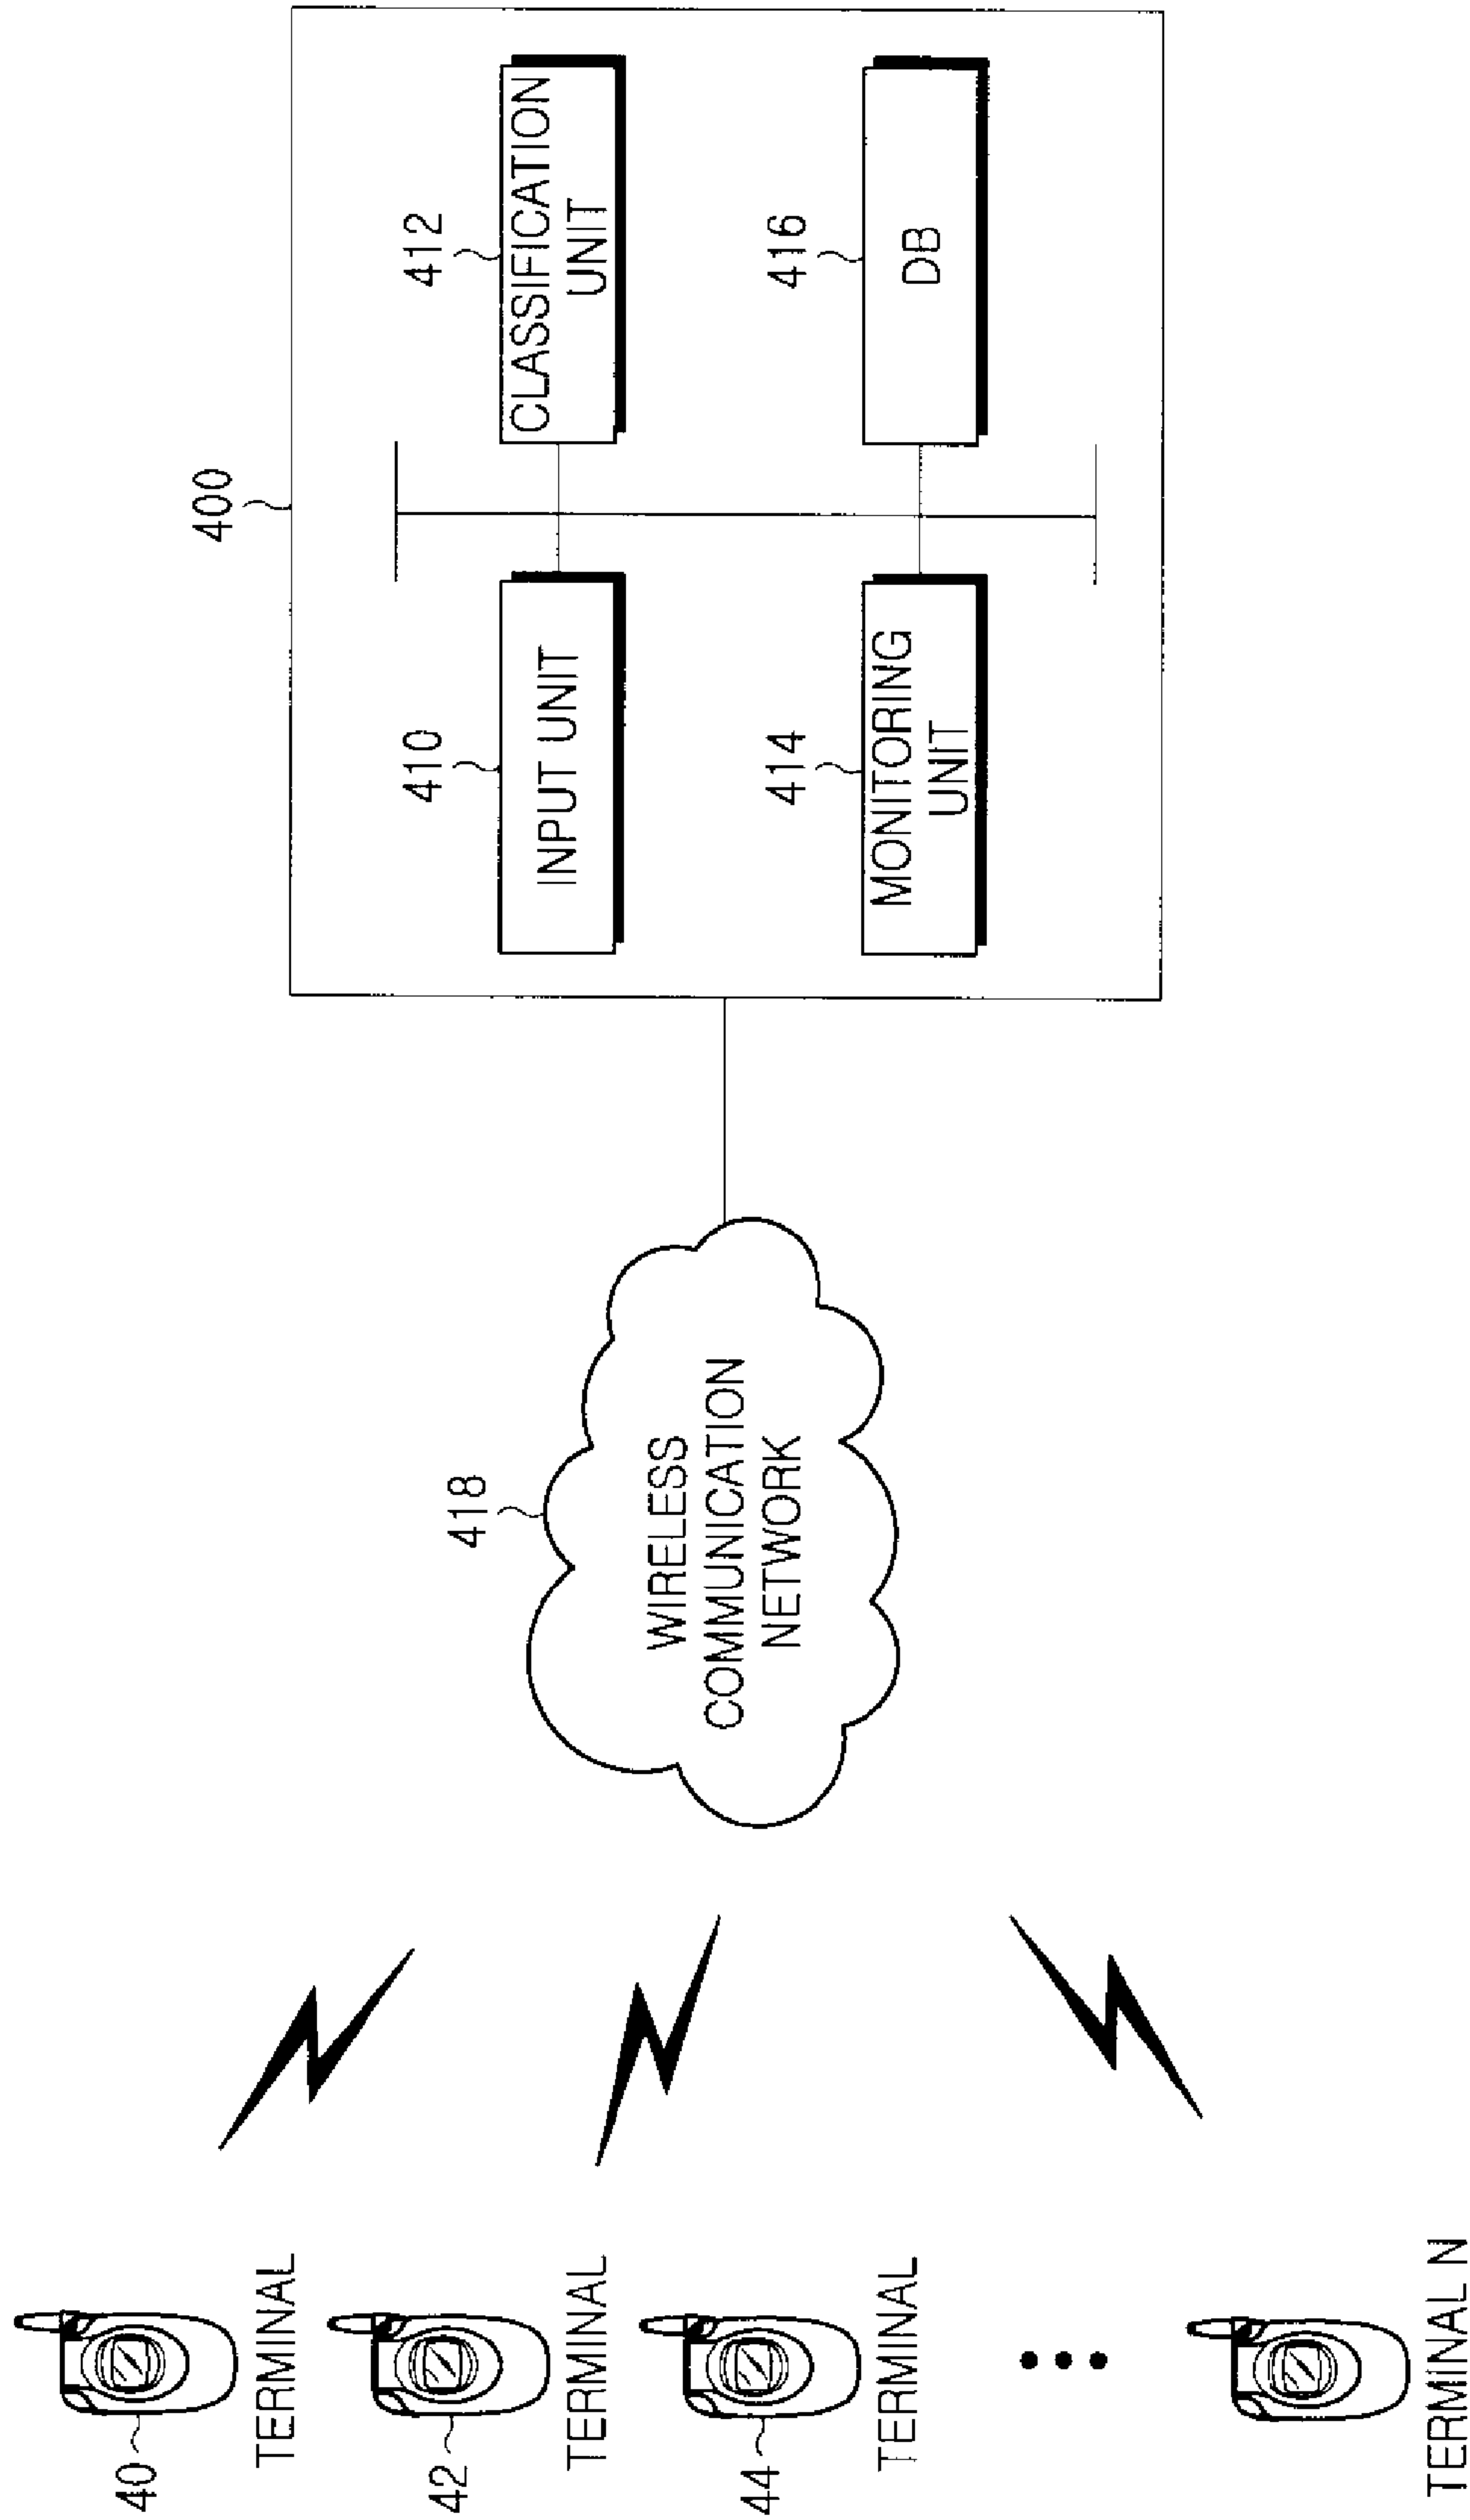 40
TERMINAL
42
TERMINAL
44
TERMINAL
TERMINAL N
418
WIRELESS
COMMUNICATION
NETWORK
400
410
INPUT UNIT
412
CLASSIFICATION
UNIT
414
MONITORING
UNIT
416
DB